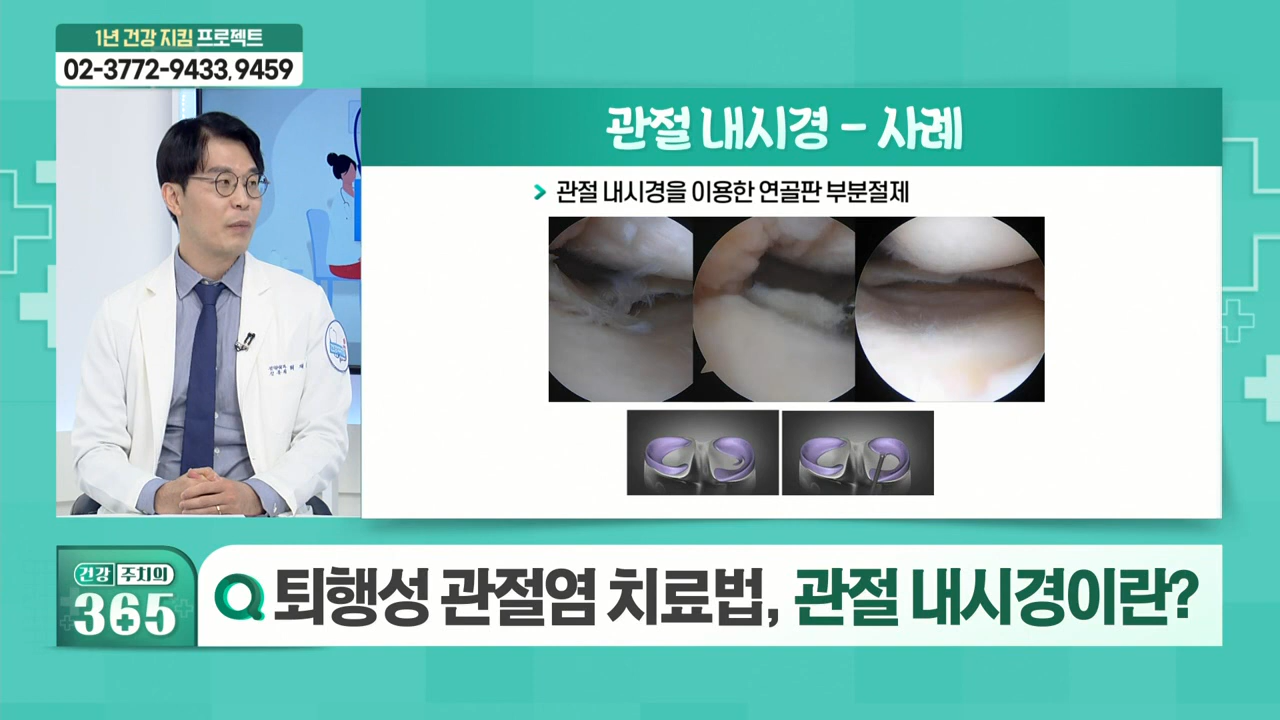 1년 건강 지킴 프로젝트
02-3772-9433, 9459
관절 내시경 - 사례
관절 내시경을 이용한 연골판 부분절제
건강 주치의
365
Q 퇴행성 관절염 치료법, 관절 내시경이란?